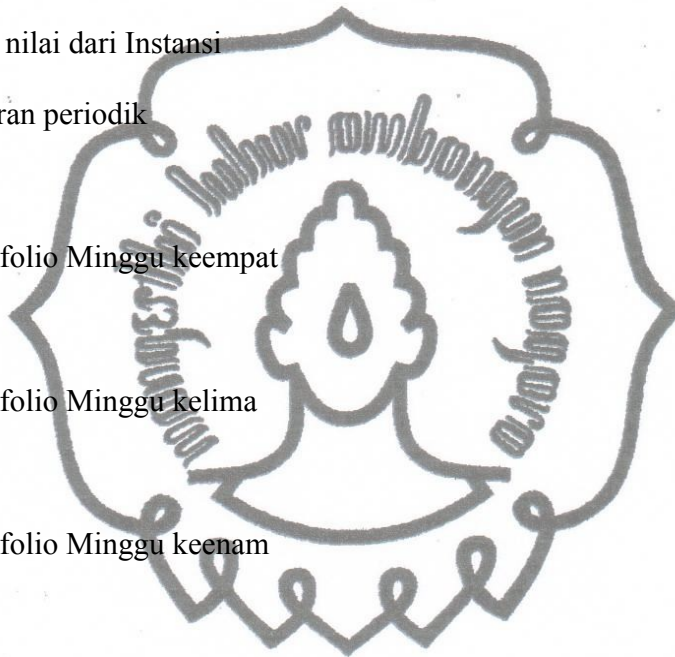 nilai dari Instansi
ran periodik
folio Minggu keempat
folio Minggu kelima
folio Minggu keenam